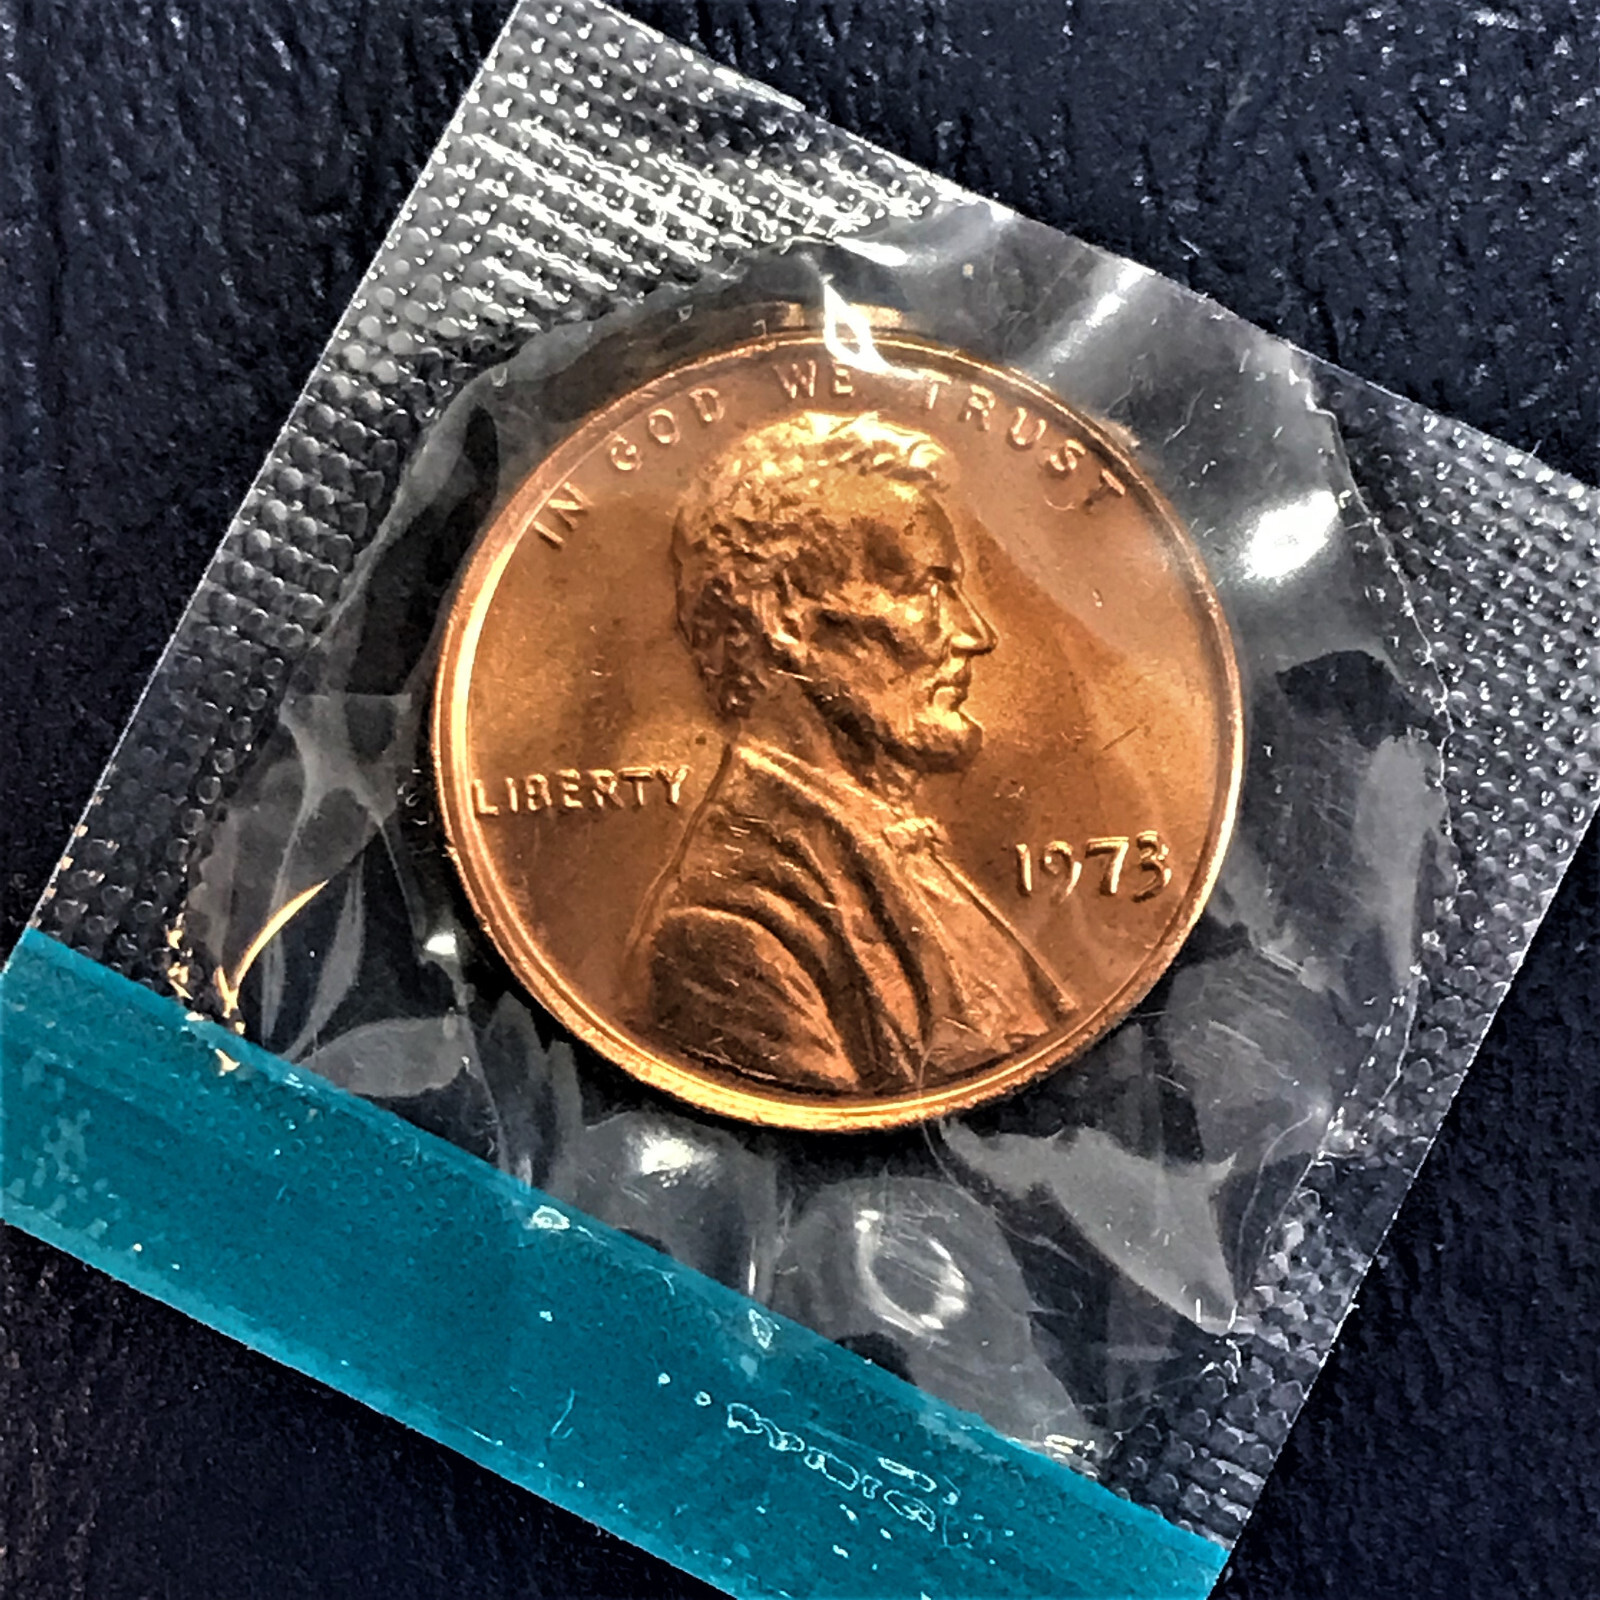 IN GOD WE TRUST
LIBERTY
1973